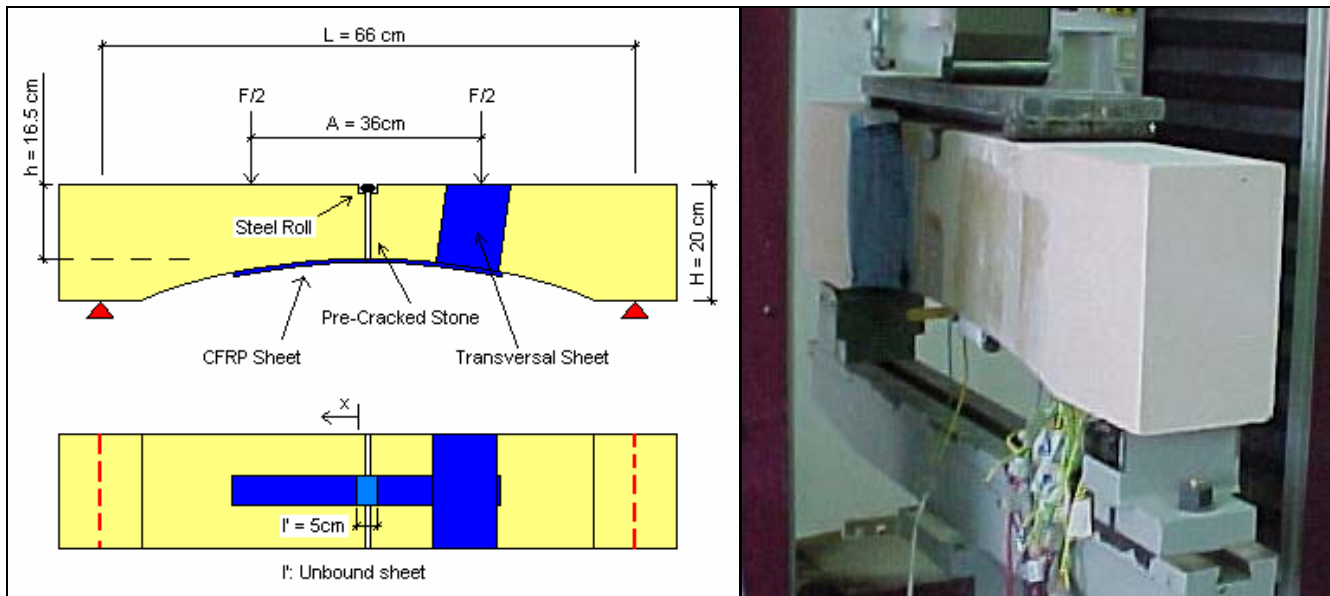 L = 66 cm
F/2
F/2
A = 36cm
h = 16.5 cm
Steel Roll
H = 20 cm
Pre-Cracked Stone
CFRP Sheet
Transversal Sheet
x
l' = 5cm
l': Unbound sheet